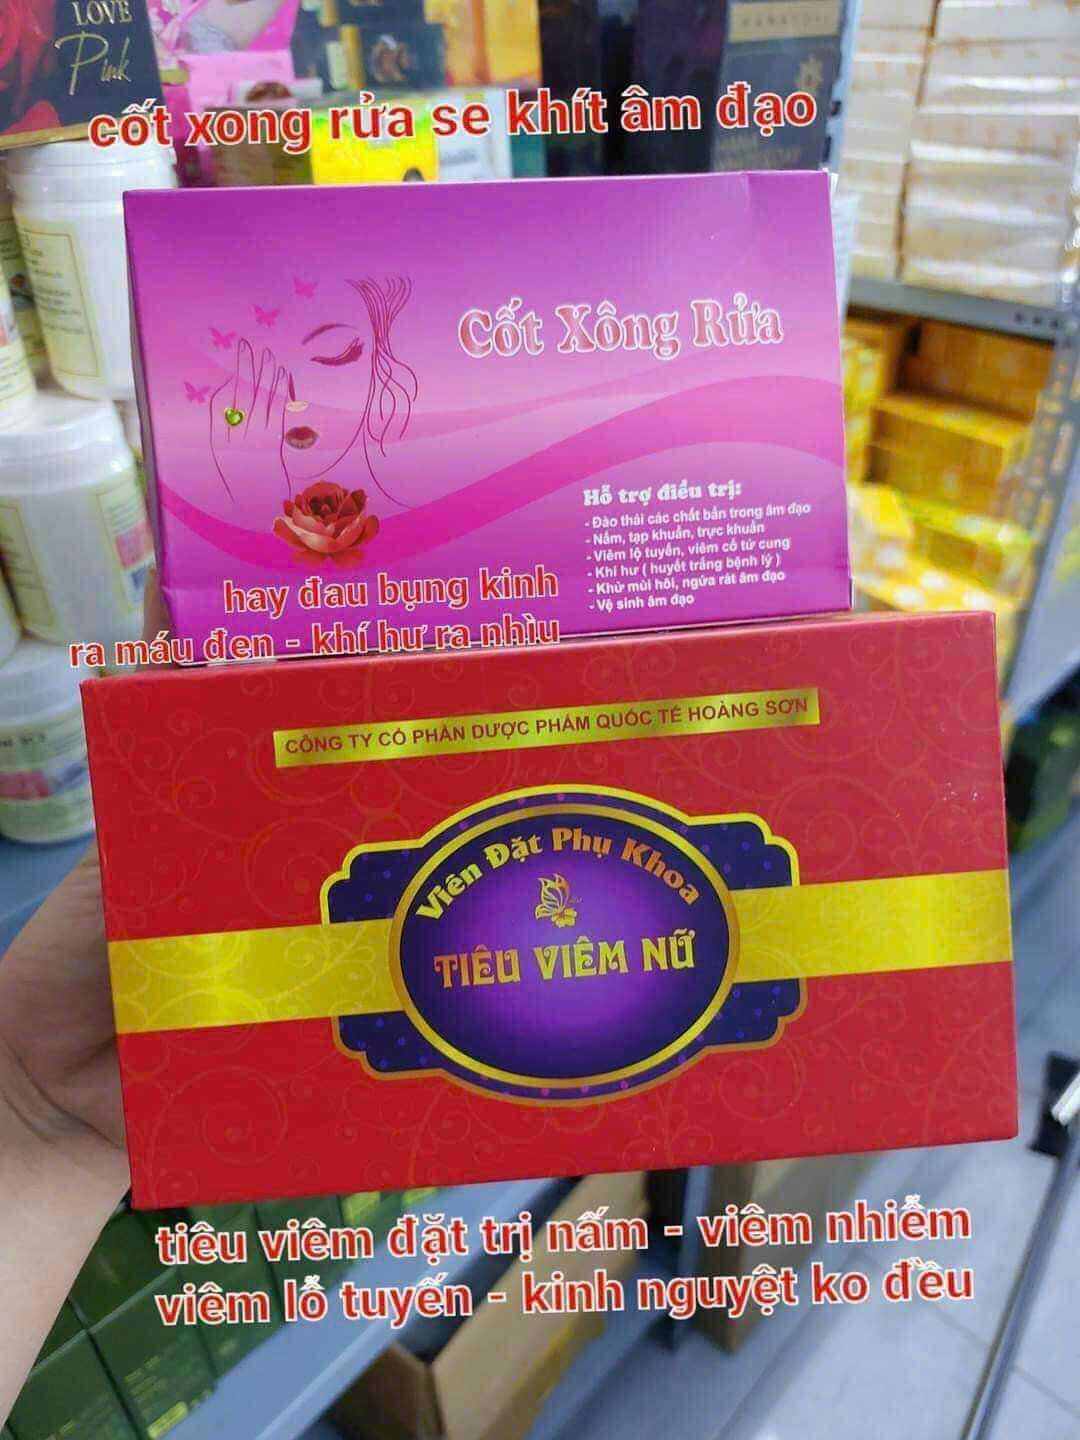 LOVE
Pink
cốt xong rửa se khít âm đạo
Cốt Xông Rửa
Hỗ trợ điều trị:
- Đào thải các chất bẩn trong âm đạo
- Nấm, tạp khuẩn, trực khuẩn
- Viêm lộ tuyến, viêm cổ tử cung
- Khí hư ( huyết trắng bệnh lý )
- Khử mùi hôi, ngứa rát âm đạo
- Vệ sinh âm đạo
hay đau bụng kinh
ra máu đen - khí hư ra nhìu
CÔNG TY CỔ PHẦN DƯỢC PHẨM QUỐC TẾ HOÀNG SƠN
Viên Đặt Phụ Khoa
TIÊU VIÊM NỮ
tiêu viêm đặt trị nấm - viêm nhiễm
viêm lỗ tuyến - kinh nguyệt ko đều